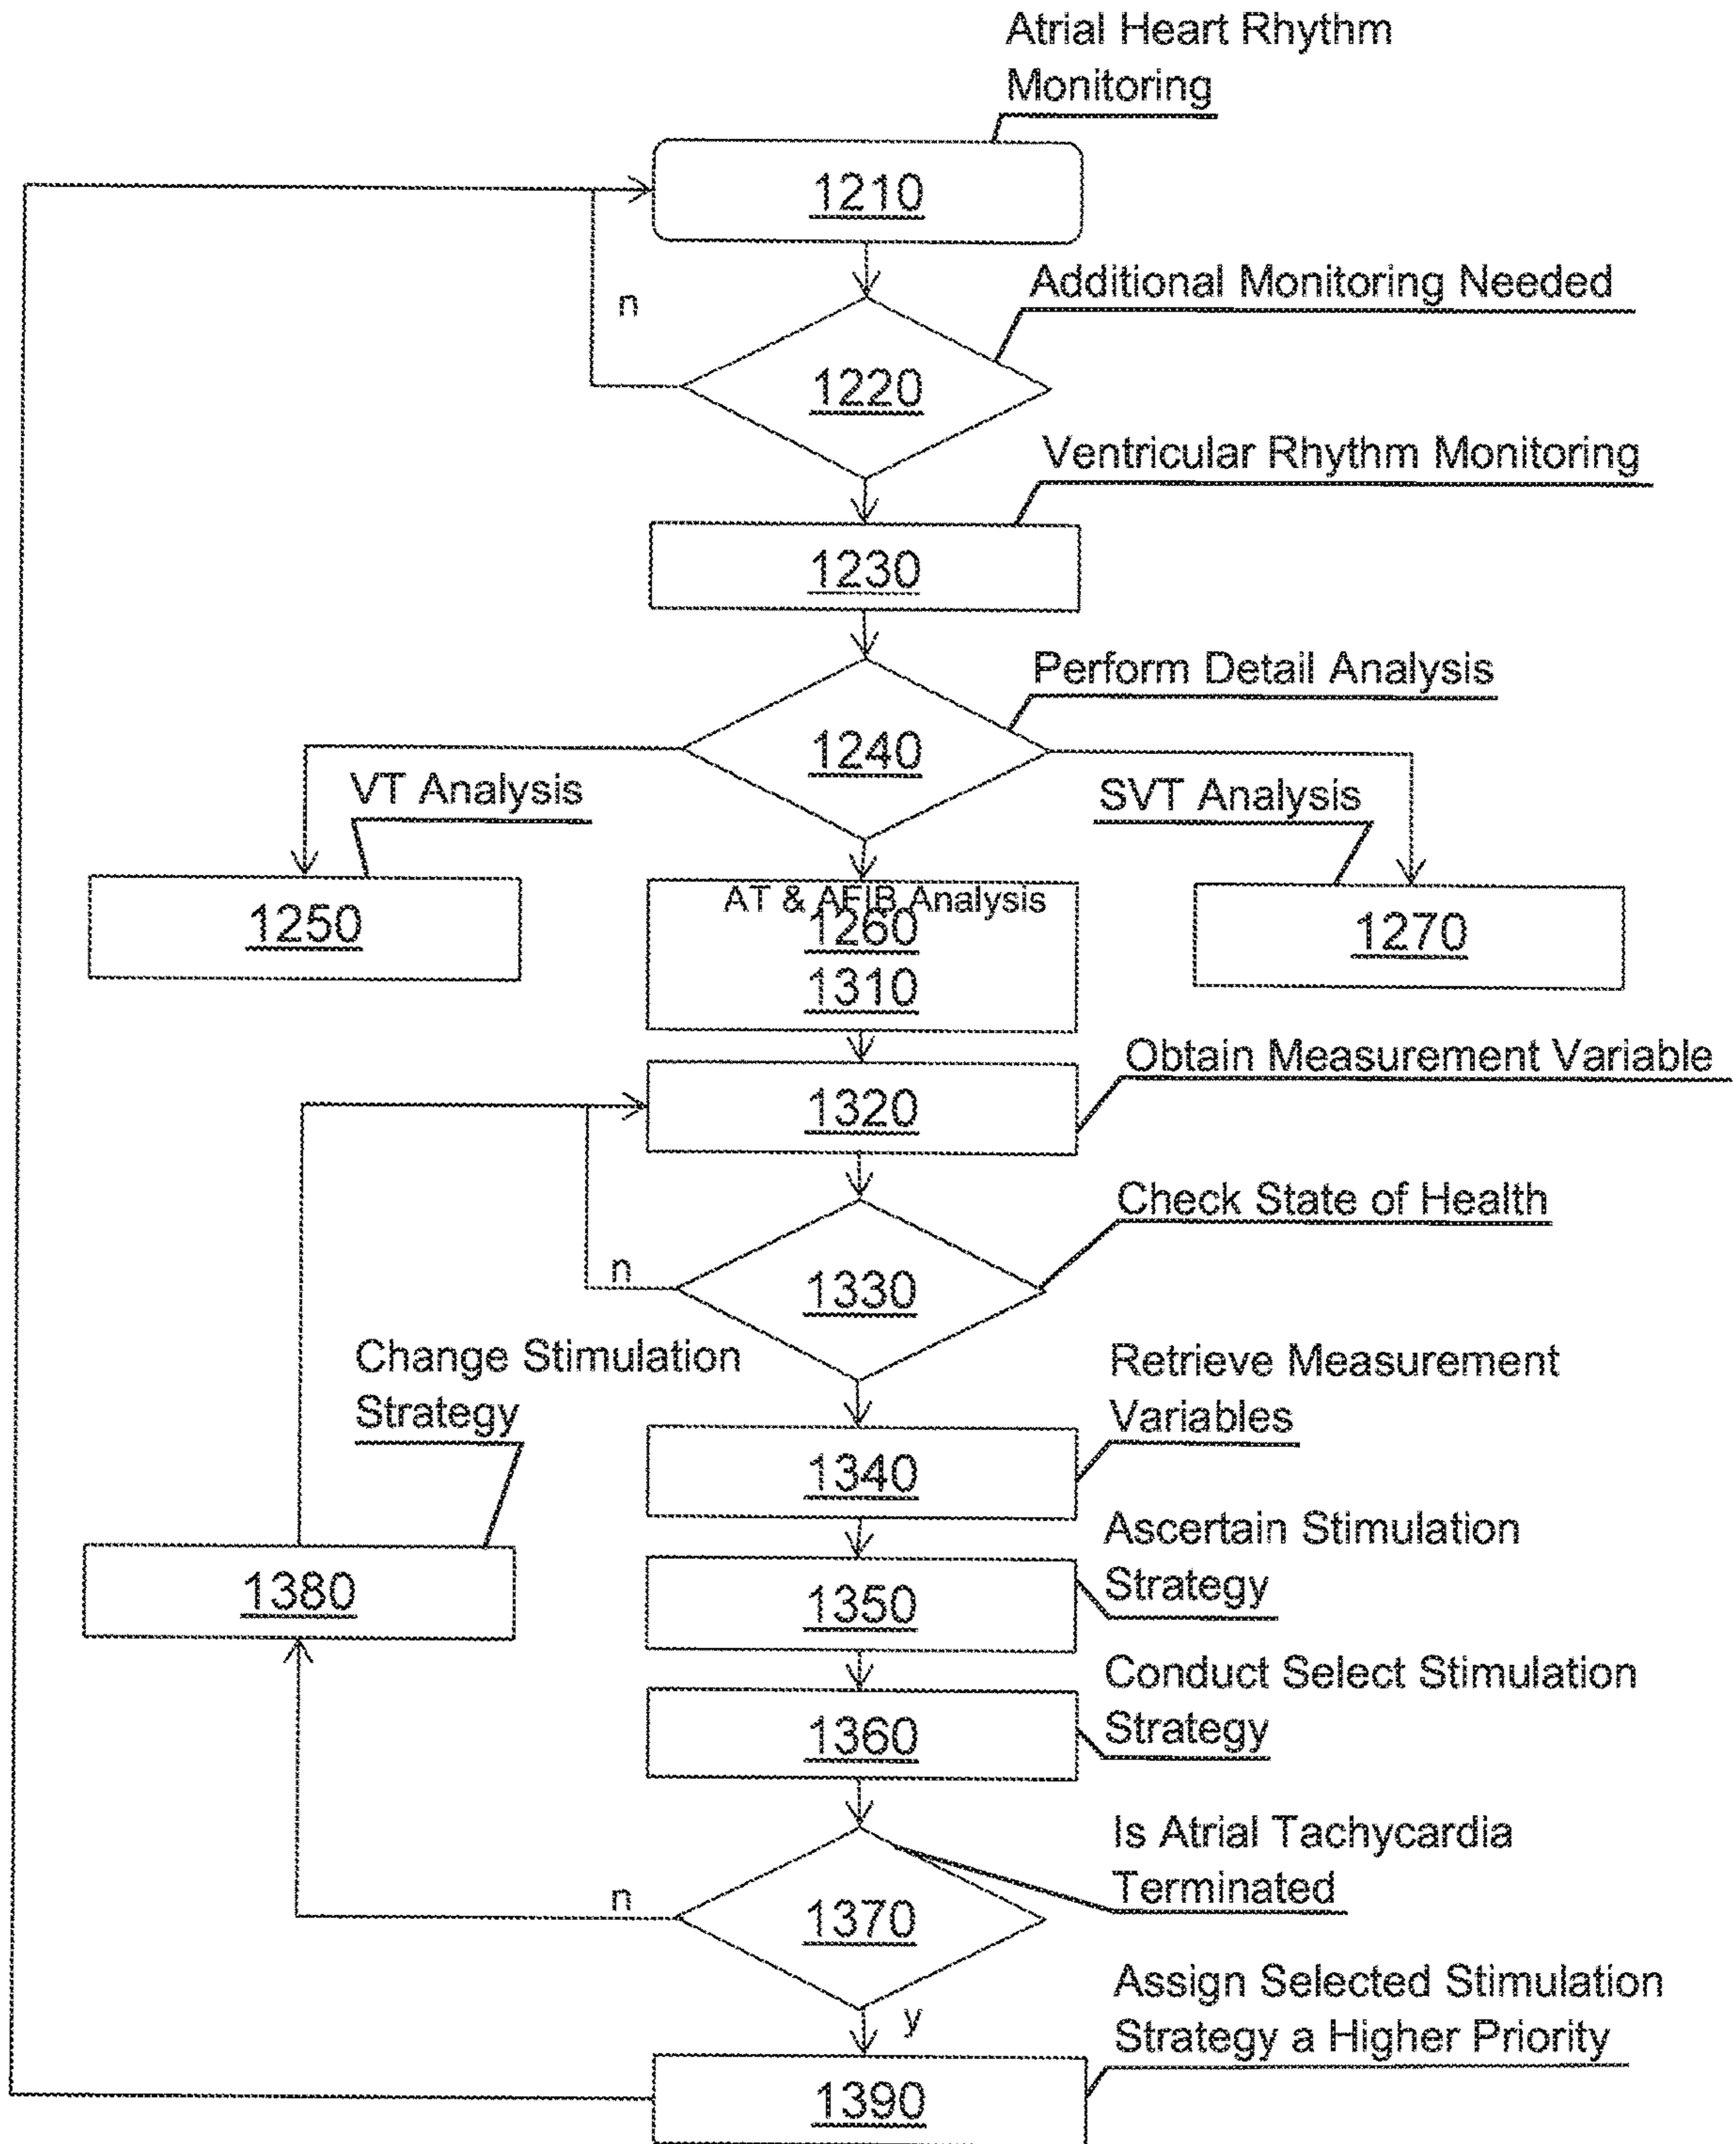 Atrial Heart Rhythm
Monitoring
1210
n
Additional Monitoring Needed
1220
Ventricular Rhythm Monitoring
1230
Perform Detail Analysis
1240
VT Analysis
SVT Analysis
1250
AT & AFIB Analysis
1260
1310
1270
Obtain Measurement Variable
1320
Check State of Health
n
1330
Change Stimulation
Strategy
Retrieve Measurement
Variables
1340
Ascertain Stimulation
Strategy
1380
1350
Conduct Select Stimulation
Strategy
1360
Is Atrial Tachycardia
Terminated
n
1370
y
Assign Selected Stimulation
Strategy a Higher Priority
1390